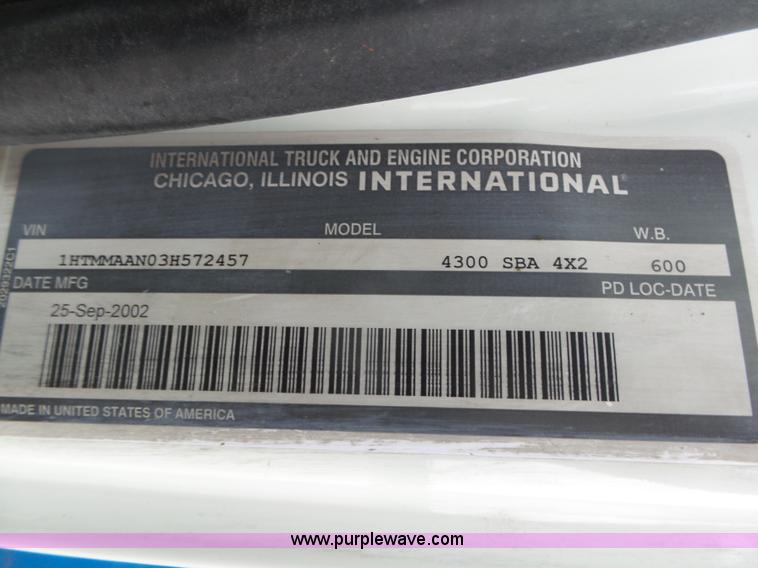 INTERNATIONAL TRUCK AND ENGINE CORPORATION
CHICAGO, ILLINOIS INTERNATIONAL®
VIN MODEL W.B.
1HTMMAAN03H572457 4300 SBA 4X2 600
DATE MFG PD LOC-DATE
25-Sep-2002
MADE IN UNITED STATES OF AMERICA
2029322C1
www.purplewave.com